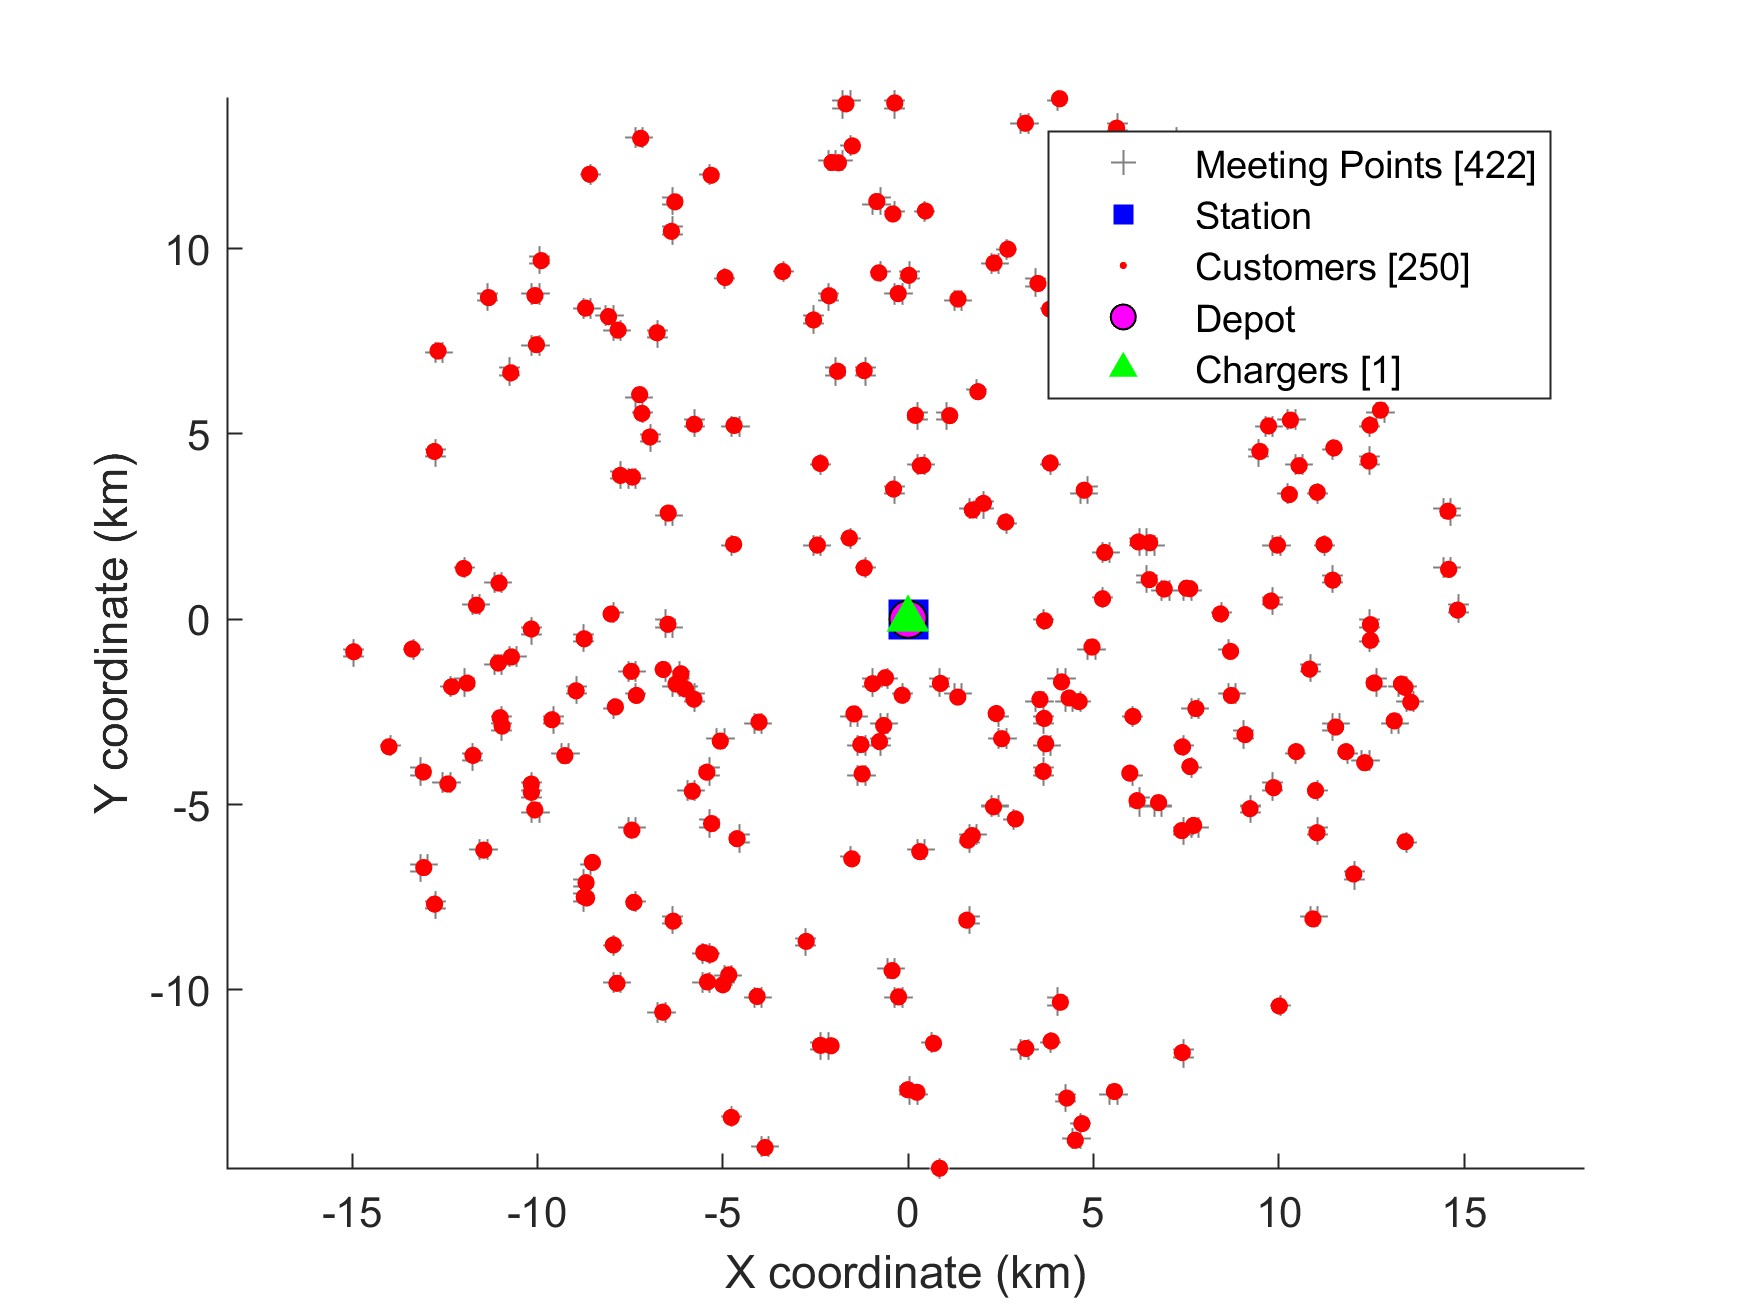 Meeting Points [422]
Station
Customers [250]
Depot
Chargers [1]
10
5
0
-5
-10
Y coordinate (km)
-15 -10 -5 0 5 10 15
X coordinate (km)